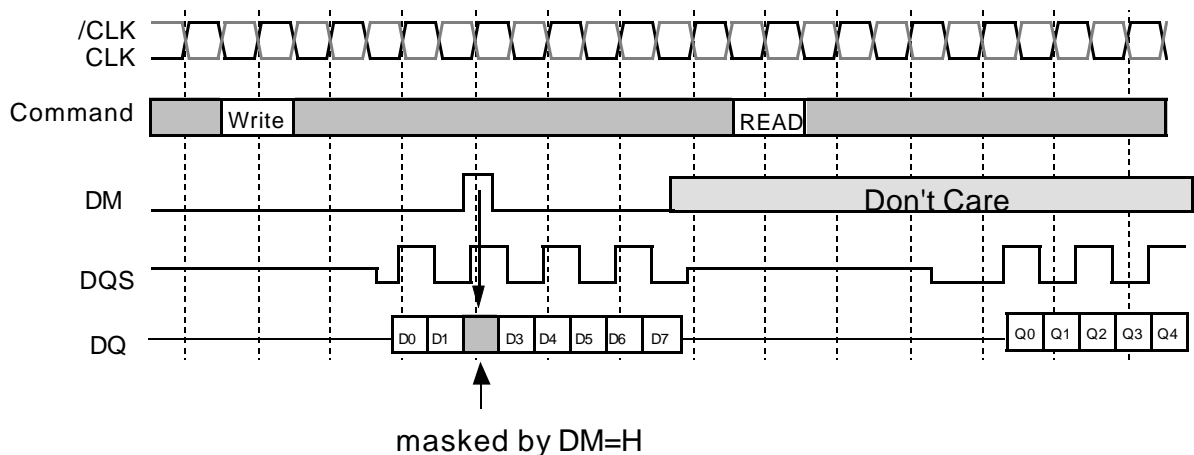 /CLK
CLK
Command Write READ
DM Don't Care
DQS
DQ D0 D1 D3 D4 D5 D6 D7 Q0 Q1 Q2 Q3 Q4
masked by DM=H